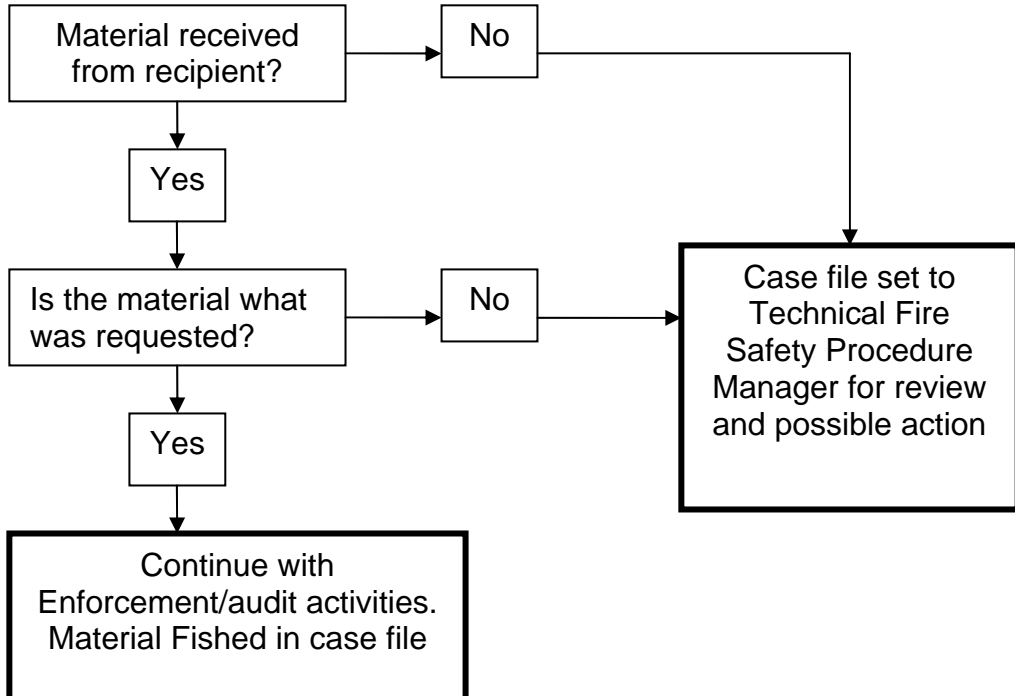 Material received
from recipient?
No
Yes
Is the material what
was requested?
No
Case file set to
Technical Fire
Safety Procedure
Manager for review
and possible action
Yes
Continue with
Enforcement/audit activities.
Material Fished in case file